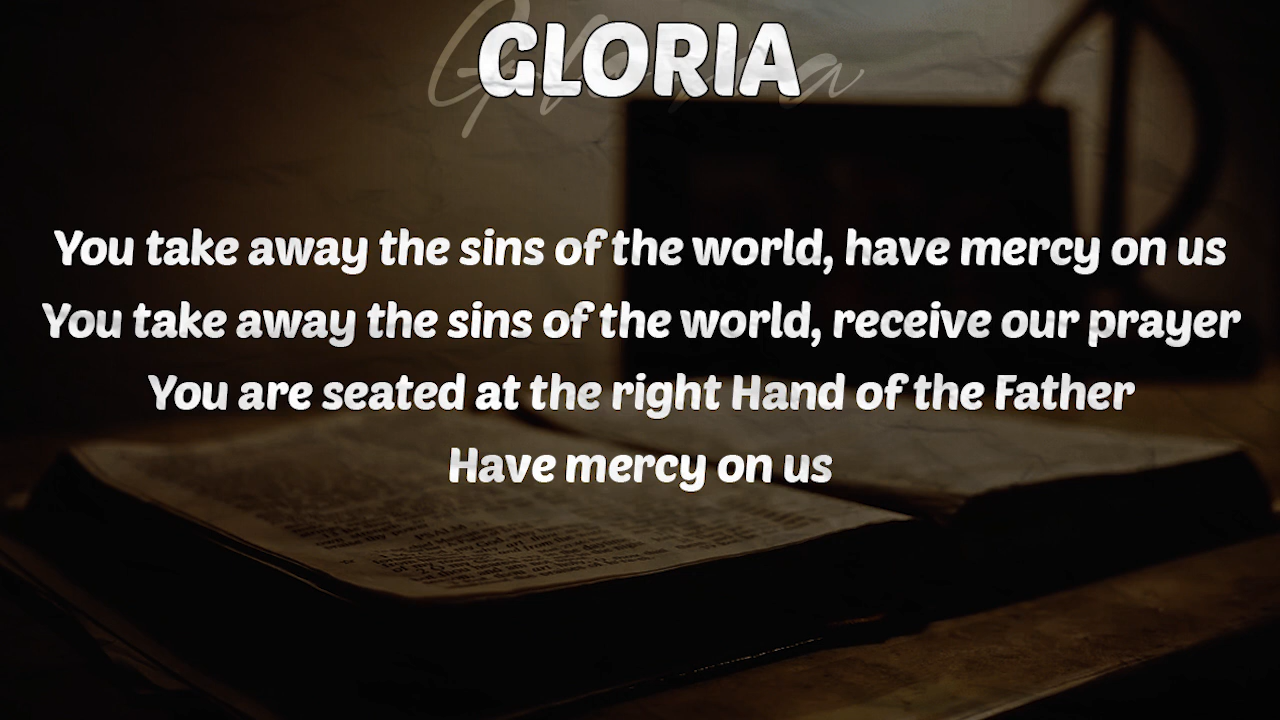 GLORIA
Gloria
You take away the sins of the world, have mercy on us
You take away the sins of the world, receive our prayer
You are seated at the right Hand of the Father
Have mercy on us
PSALM